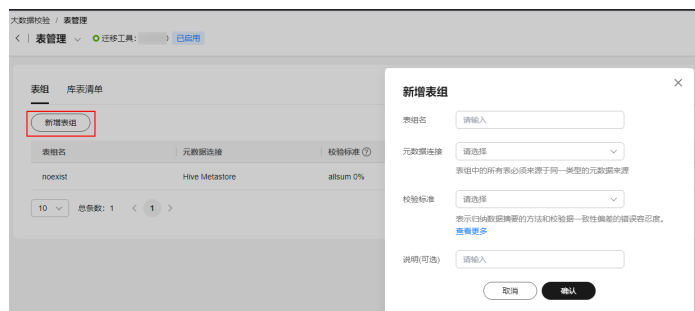 大数据校验 / 表管理
表管理 迁移工具: 已启用
表组 库表清单
新增表组
表组名 元数据连接 校验标准
noexist Hive Metastore allsum 0%
10 总条数: 1 < 1 >
新增表组
表组名 请输入
元数据连接 请选择
表组中的所有表必须来源于同一类型的元数据来源
校验标准 请选择
表示归纳数据摘要的方法和校验据一致性偏差的错误容忍度。
查看更多
说明(可选) 请输入
取消 确认